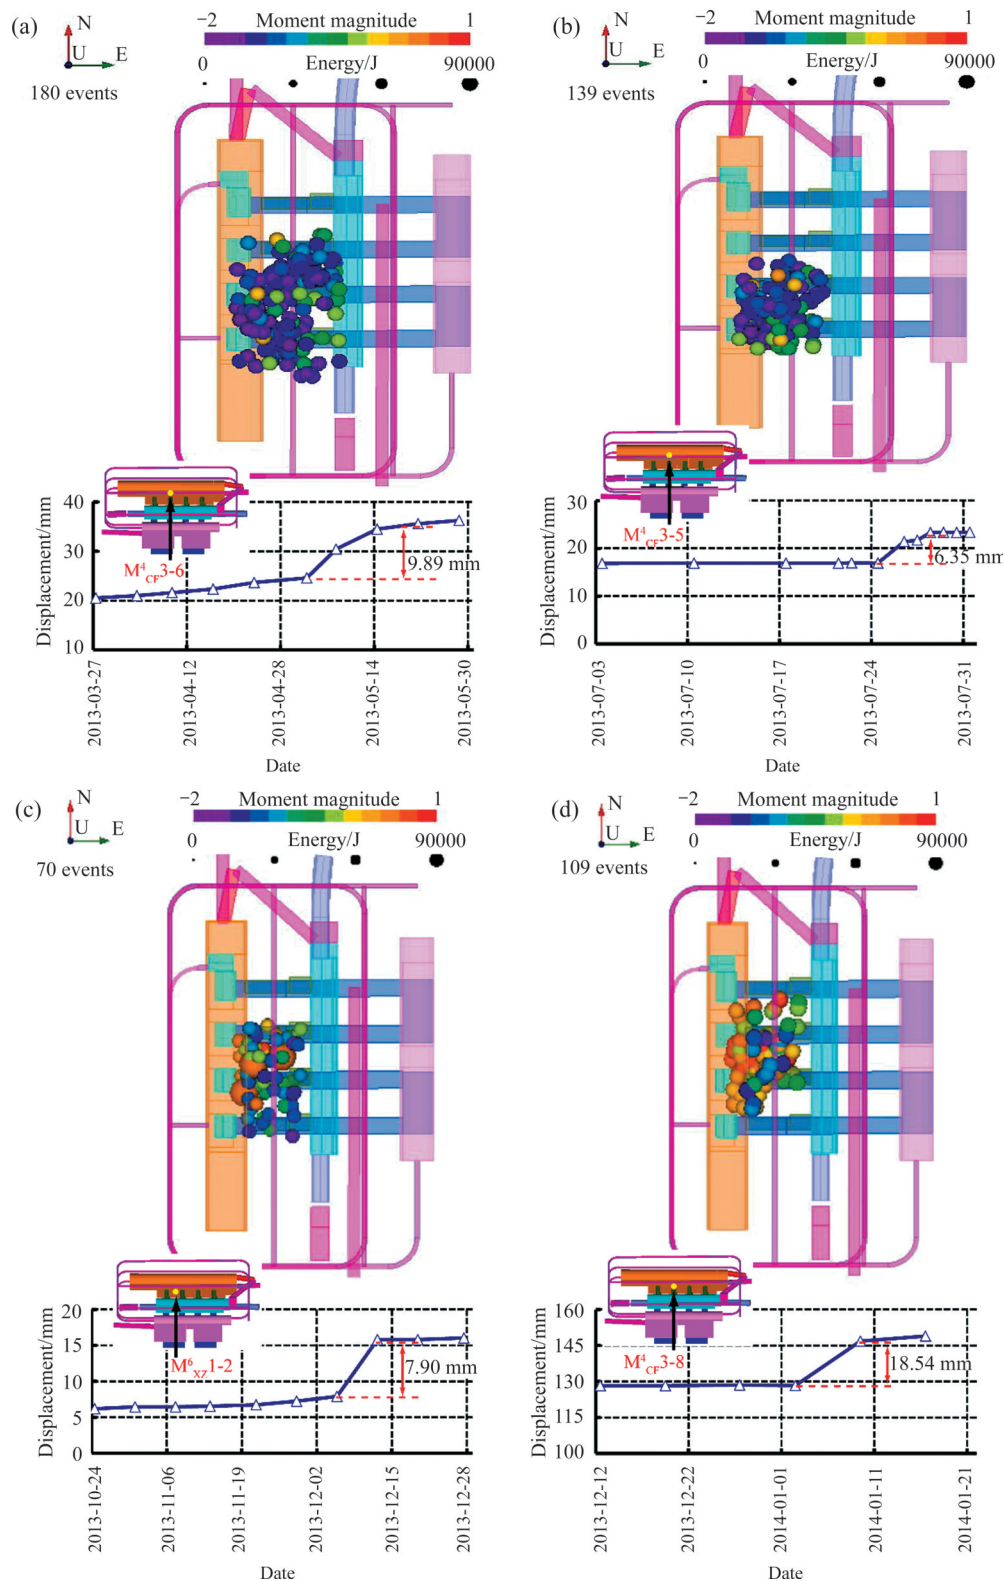 (a)
N
U
E
−2 Moment magnitude 1
0 Energy/J 90000
180 events
40
30
20
10
Displacement/mm
M⁴CF3-6
9.89 mm
2013-03-27
2013-04-12
2013-04-28
2013-05-14
2013-05-30
Date
(b)
N
U
E
−2 Moment magnitude 1
0 Energy/J 90000
139 events
30
20
10
0
Displacement/mm
M⁴CF3-5
6.35 mm
2013-07-03
2013-07-10
2013-07-17
2013-07-24
2013-07-31
Date
(c)
N
U
E
−2 Moment magnitude 1
0 Energy/J 90000
70 events
20
15
10
5
0
Displacement/mm
M⁶XZ1-2
7.90 mm
2013-10-24
2013-11-06
2013-11-19
2013-12-02
2013-12-15
2013-12-28
Date
(d)
N
U
E
−2 Moment magnitude 1
0 Energy/J 90000
109 events
160
145
130
115
100
Displacement/mm
M⁴CF3-8
18.54 mm
2013-12-12
2013-12-22
2014-01-01
2014-01-11
2014-01-21
Date